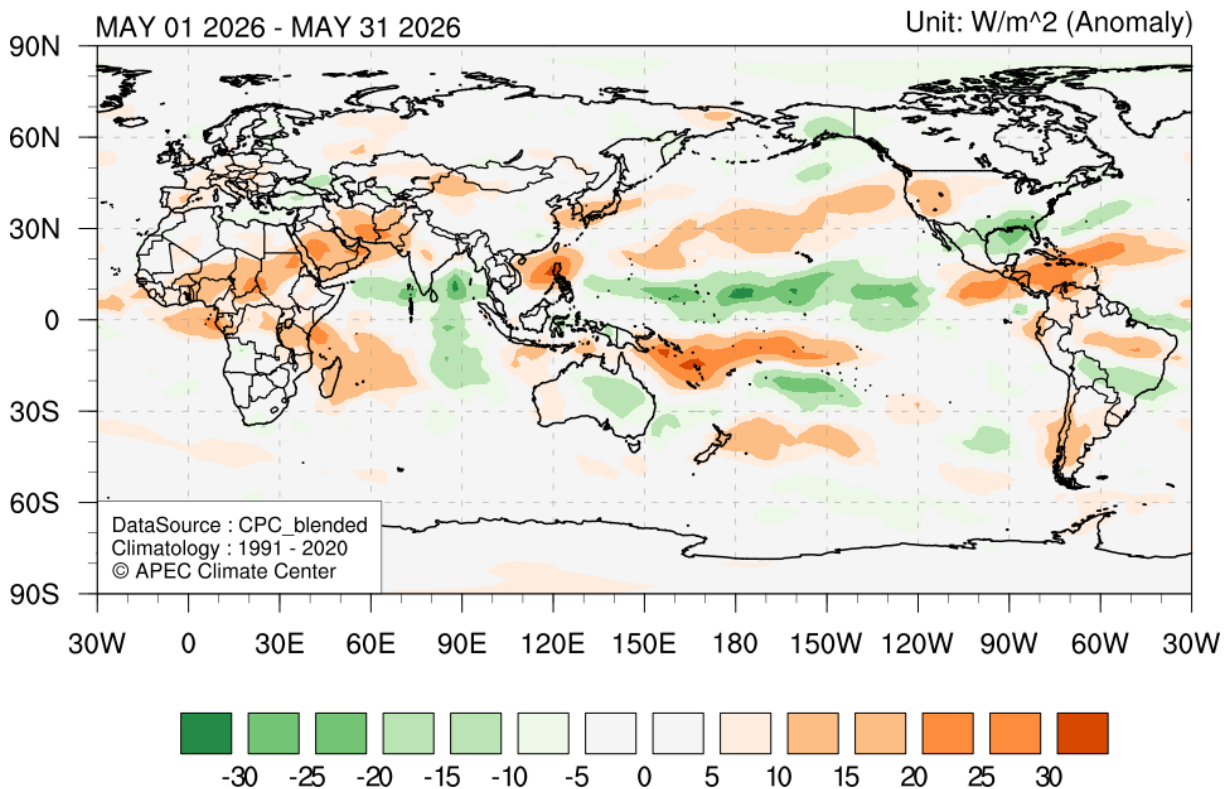 MAY 01 2026 - MAY 31 2026
Unit: W/m^2 (Anomaly)
90N
60N
30N
0
30S
60S
90S
DataSource : CPC_blended
Climatology : 1991 - 2020
© APEC Climate Center
30W 0 30E 60E 90E 120E 150E 180 150W 120W 90W 60W 30W
-30 -25 -20 -15 -10 -5 0 5 10 15 20 25 30